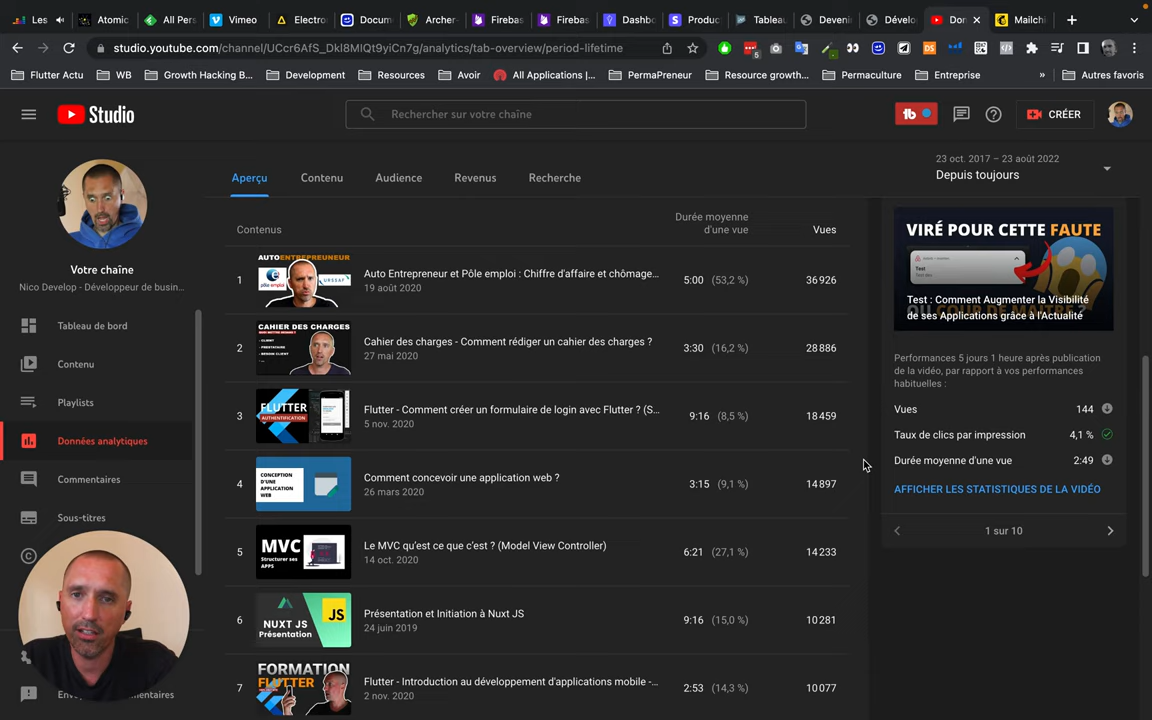 Les
Atomic
All Pers
Vimeo
Electro
Docum
Archer-
Firebas
Firebas
Dashbo
Produc
Tableau
Devenir
Dévelo
Don
Mailchi
studio.youtube.com/channel/UCcr6AfS_DkI8MIQt9yiCn7g/analytics/tab-overview/period-lifetime
Flutter Actu
WB
Growth Hacking B...
Development
Resources
Avoir
All Applications |...
PermaPreneur
Resource growth...
Permaculture
Entreprise
»
Autres favoris
Studio
Rechercher sur votre chaîne
CRÉER
Aperçu
Contenu
Audience
Revenus
Recherche
23 oct. 2017 – 23 août 2022
Depuis toujours
Votre chaîne
Nico Develop - Développeur de busin...
Tableau de bord
Contenu
Playlists
Données analytiques
Commentaires
Sous-titres
Contenus
Durée moyenne
d'une vue
Vues
1
AUTOENTREPRENEUR
pôle emploi
URSSAF
Auto Entrepreneur et Pôle emploi : Chiffre d'affaire et chômage...
19 août 2020
5:00 (53,2 %)
36 926
2
CAHIER DES CHARGES
Cahier des charges - Comment rédiger un cahier des charges ?
27 mai 2020
3:30 (16,2 %)
28 886
3
FLUTTER
AUTHENTIFICATION
Flutter - Comment créer un formulaire de login avec Flutter ? (S...
5 nov. 2020
9:16 (8,5 %)
18 459
4
CONCEPTION
D'UNE
APPLICATION
WEB
Comment concevoir une application web ?
26 mars 2020
3:15 (9,1 %)
14 897
5
MVC
Structurer ses
APPS
Le MVC qu'est ce que c'est ? (Model View Controller)
14 oct. 2020
6:21 (27,1 %)
14 233
6
NUXT JS
Présentation
JS
Présentation et Initiation à Nuxt JS
24 juin 2019
9:16 (15,0 %)
10 281
7
FORMATION
FLUTTER
Flutter - Introduction au développement d'applications mobile -...
2 nov. 2020
2:53 (14,3 %)
10 077
VIRÉ POUR CETTE FAUTE
Test
Test : Comment Augmenter la Visibilité
de ses Applications grâce à l'Actualité
Performances 5 jours 1 heure après publication
de la vidéo, par rapport à vos performances
habituelles :
Vues
144
Taux de clics par impression
4,1 %
Durée moyenne d'une vue
2:49
AFFICHER LES STATISTIQUES DE LA VIDÉO
1 sur 10